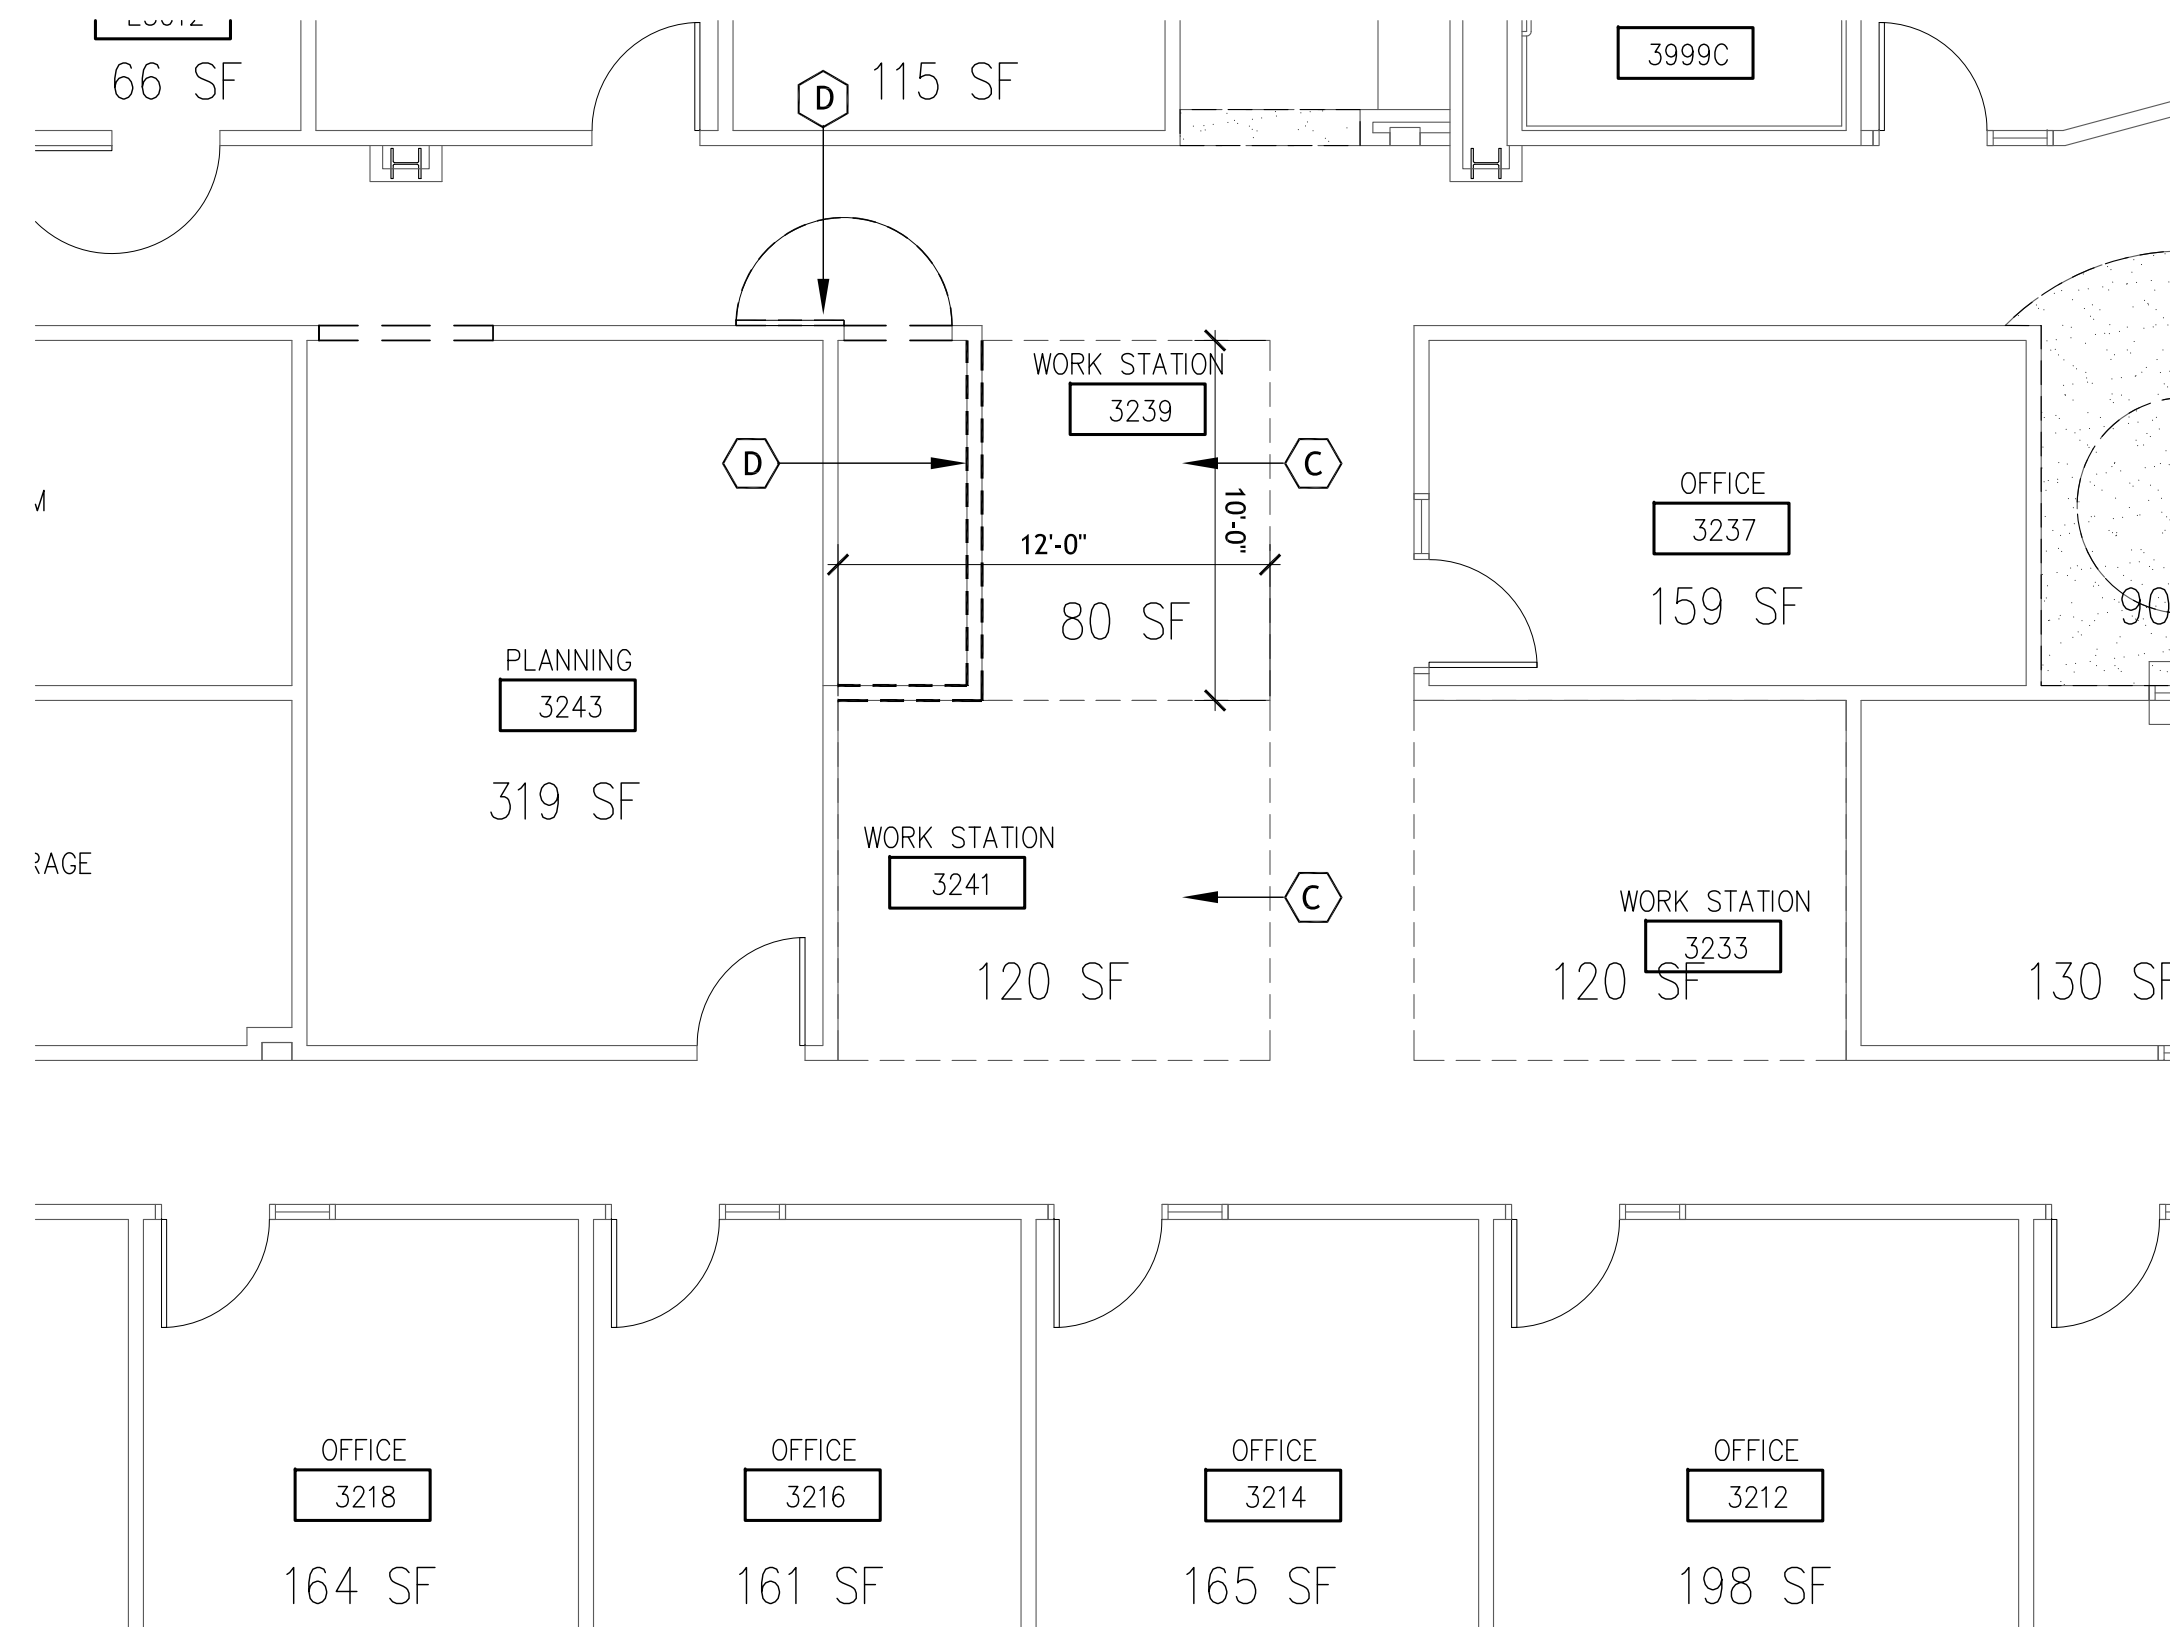 66 SF
D
115 SF
3999C
WORK STATION
3239
D
C
10'-0"
12'-0"
80 SF
OFFICE
3237
159 SF
90
M
PLANNING
3243
319 SF
RAGE
WORK STATION
3241
C
120 SF
WORK STATION
3233
120 SF
130 SF
OFFICE
3218
164 SF
OFFICE
3216
161 SF
OFFICE
3214
165 SF
OFFICE
3212
198 SF